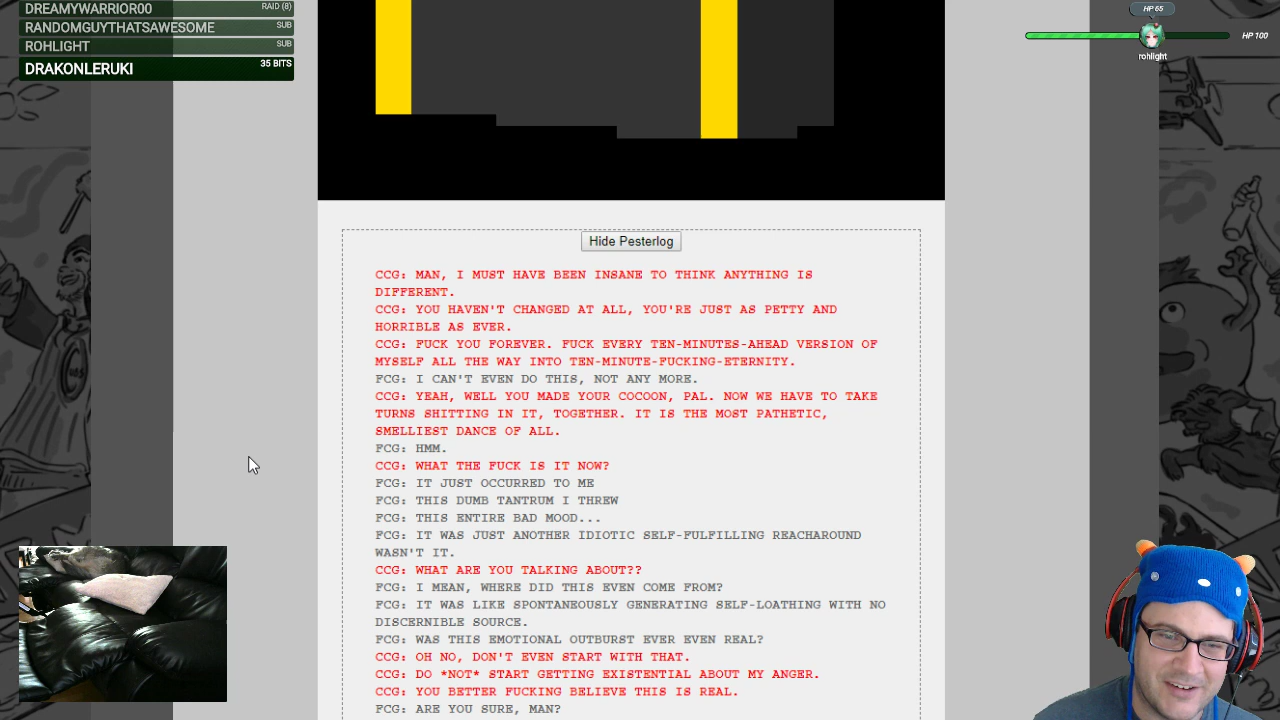 DREAMYWARRIOR00 RAID (8)
RANDOMGUYTHATSAWESOME SUB
ROHLIGHT SUB
DRAKONLERUKI 35 BITS
HP 65
HP 100
rohlight
Hide Pesterlog
CCG: MAN, I MUST HAVE BEEN INSANE TO THINK ANYTHING IS
DIFFERENT.
CCG: YOU HAVEN'T CHANGED AT ALL, YOU'RE JUST AS PETTY AND
HORRIBLE AS EVER.
CCG: FUCK YOU FOREVER. FUCK EVERY TEN-MINUTES-AHEAD VERSION OF
MYSELF ALL THE WAY INTO TEN-MINUTE-FUCKING-ETERNITY.
FCG: I CAN'T EVEN DO THIS, NOT ANY MORE.
CCG: YEAH, WELL YOU MADE YOUR COCOON, PAL. NOW WE HAVE TO TAKE
TURNS SHITTING IN IT, TOGETHER. IT IS THE MOST PATHETIC,
SMELLIEST DANCE OF ALL.
FCG: HMM.
CCG: WHAT THE FUCK IS IT NOW?
FCG: IT JUST OCCURRED TO ME
FCG: THIS DUMB TANTRUM I THREW
FCG: THIS ENTIRE BAD MOOD...
FCG: IT WAS JUST ANOTHER IDIOTIC SELF-FULFILLING REACHAROUND
WASN'T IT.
CCG: WHAT ARE YOU TALKING ABOUT??
FCG: I MEAN, WHERE DID THIS EVEN COME FROM?
FCG: IT WAS LIKE SPONTANEOUSLY GENERATING SELF-LOATHING WITH NO
DISCERNIBLE SOURCE.
FCG: WAS THIS EMOTIONAL OUTBURST EVER EVEN REAL?
CCG: OH NO, DON'T EVEN START WITH THAT.
CCG: DO *NOT* START GETTING EXISTENTIAL ABOUT MY ANGER.
CCG: YOU BETTER FUCKING BELIEVE THIS IS REAL.
FCG: ARE YOU SURE, MAN?